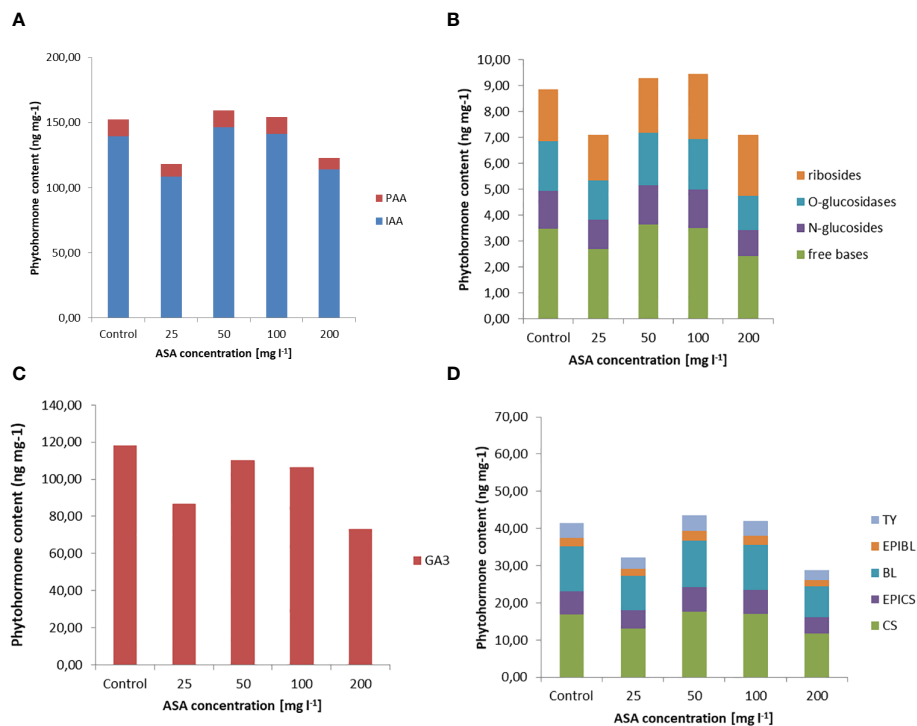 A
Phytohormone content (ng mg-1)
200,00
150,00
100,00
50,00
0,00
Control 25 50 100 200
ASA concentration [mg l-1]
PAA
IAA
B
Phytohormone content (ng mg-1)
10,00
9,00
8,00
7,00
6,00
5,00
4,00
3,00
2,00
1,00
0,00
Control 25 50 100 200
ASA concentration [mg l-1]
ribosides
O-glucosidases
N-glucosides
free bases
C
Phytohormone content (ng mg-1)
140,00
120,00
100,00
80,00
60,00
40,00
20,00
0,00
Control 25 50 100 200
ASA concentration [mg l-1]
GA3
D
Phytohormone content (ng mg-1)
70,00
60,00
50,00
40,00
30,00
20,00
10,00
0,00
Control 25 50 100 200
ASA concentration [mg l-1]
TY
EPIBL
BL
EPICS
CS